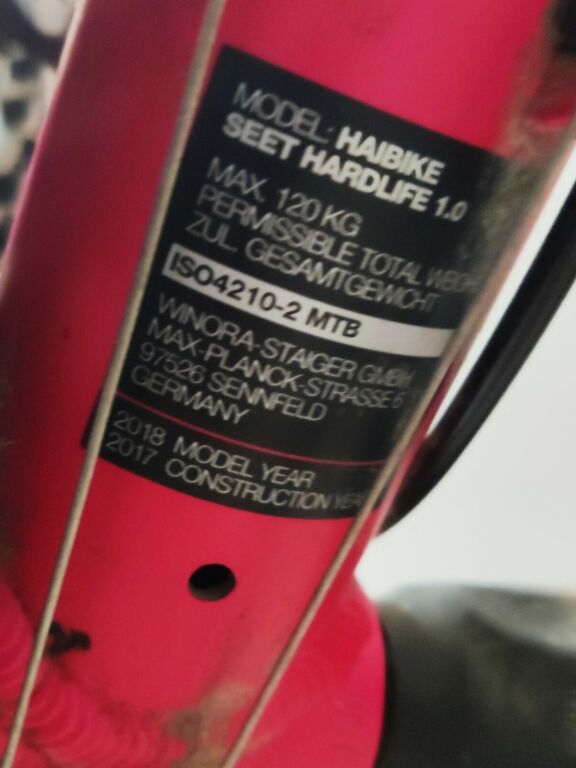 MODEL: HAIBIKE
SEET HARDLIFE 1.0
MAX. 120 KG
PERMISSIBLE TOTAL WEIGHT
ZUL. GESAMTGEWICHT
ISO4210-2 MTB
WINORA-STAIGER GMBH
MAX-PLANCK-STRASSE 6
97526 SENNFELD
GERMANY
2018 MODEL YEAR
2017 CONSTRUCTION YEAR